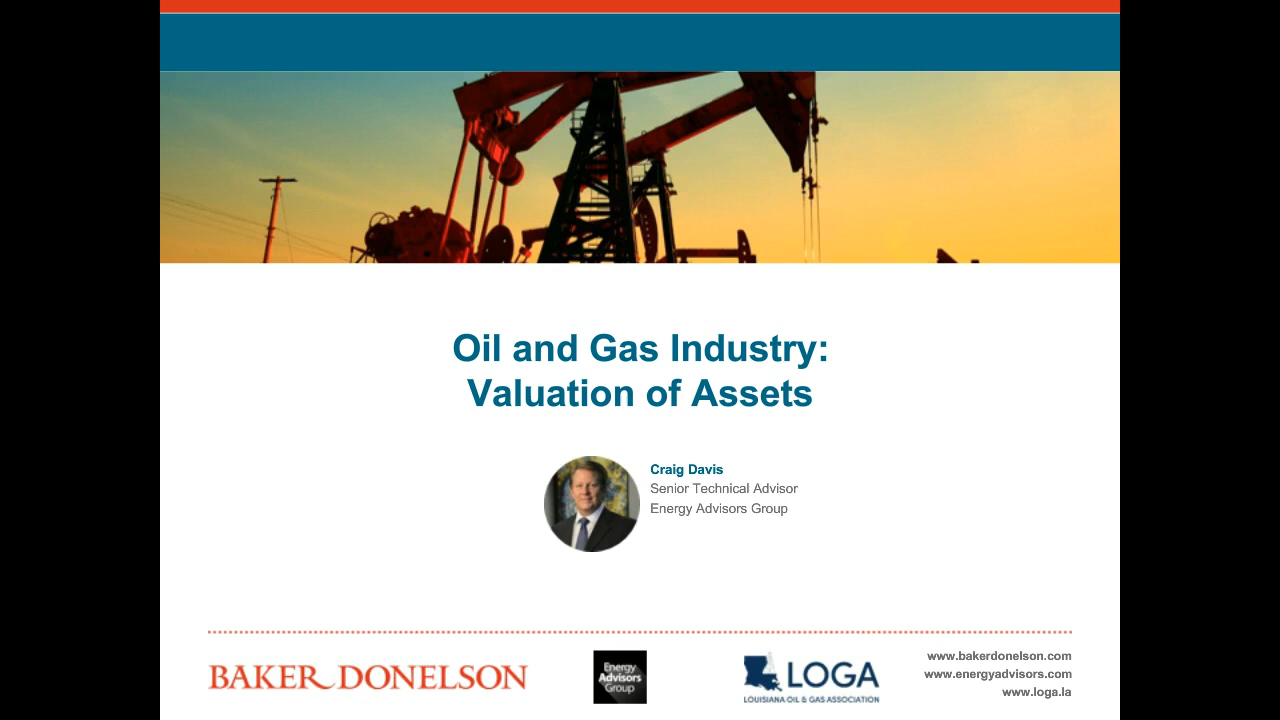 Oil and Gas Industry:
Valuation of Assets
Craig Davis
Senior Technical Advisor
Energy Advisors Group
BAKER DONELSON
Energy
Advisors
Group
LOGA
LOUISIANA OIL & GAS ASSOCIATION
www.bakerdonelson.com
www.energyadvisors.com
www.loga.la